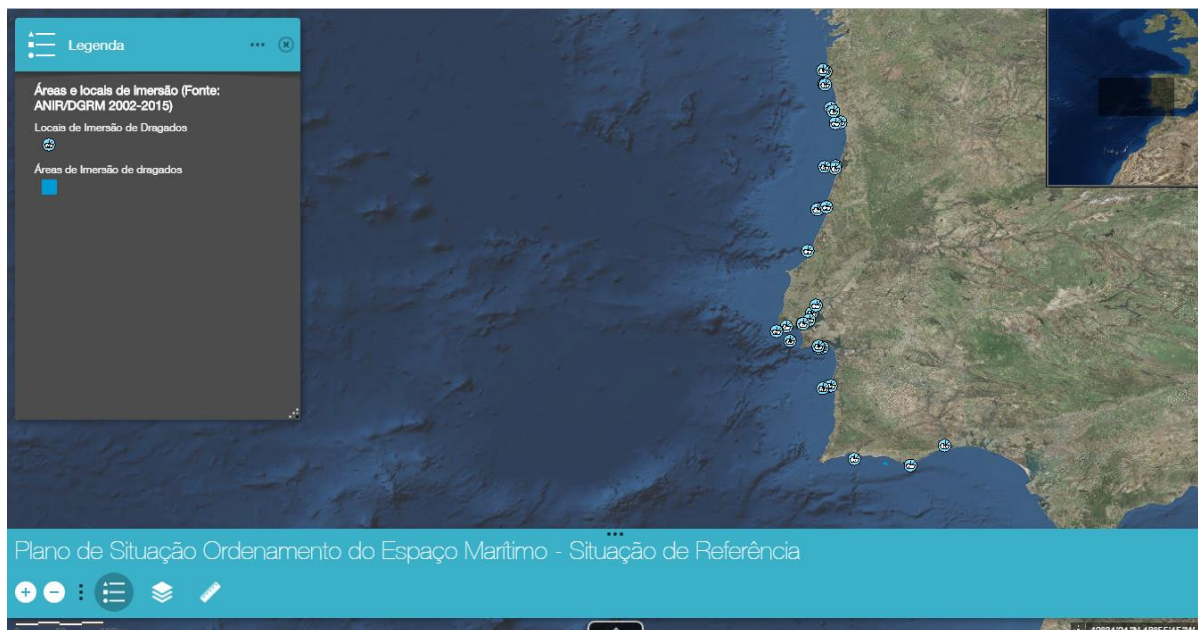 Legenda
Áreas e locais de imersão (Fonte:
ANIR/DGRM 2002-2015)
Locais de Imersão de Dragados
Áreas de Imersão de dragados
Plano de Situação Ordenamento do Espaço Marítimo - Situação de Referência